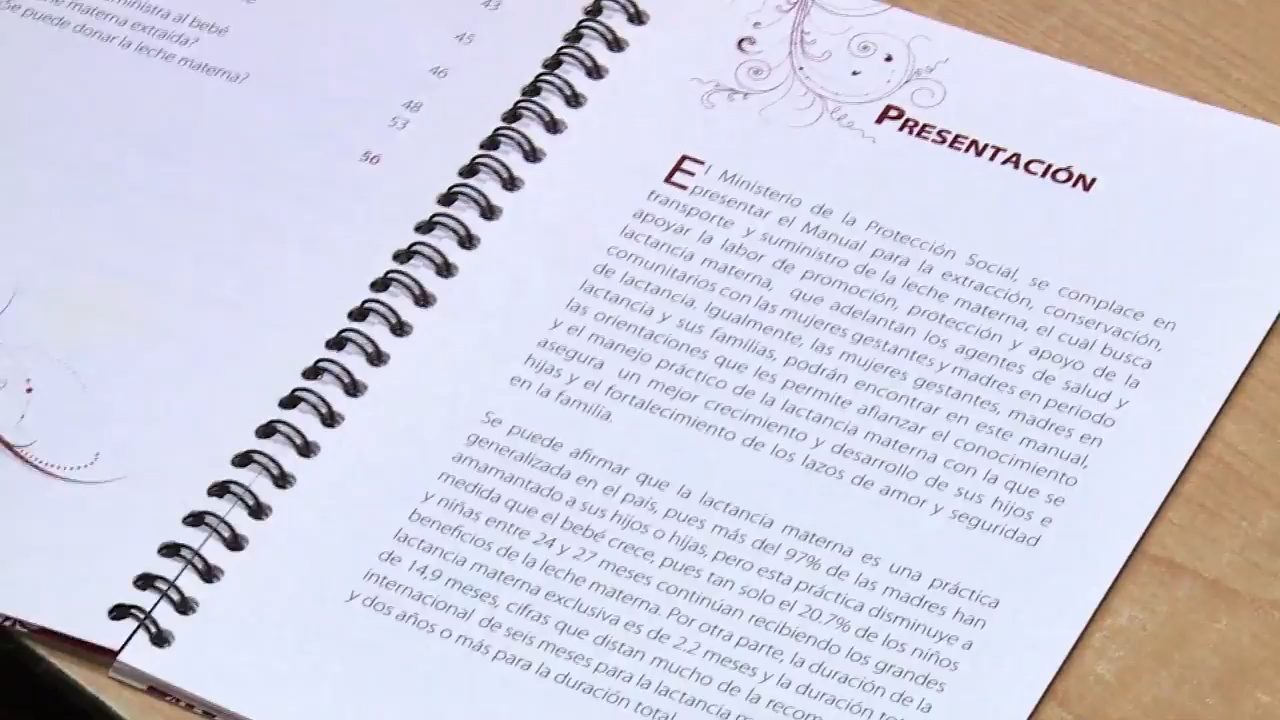 ministra al bebé
materna extraída?
Se puede donar la leche materna?
43
45
46
48
53
56
PRESENTACIÓN
El Ministerio de la Protección Social, se complace en
presentar el Manual para la extracción, conservación,
transporte y suministro de la leche materna, el cual busca
apoyar la labor de promoción, protección y apoyo de la
lactancia materna, que adelantan los agentes de salud y
comunitarios con las mujeres gestantes y madres en periodo
de lactancia. Igualmente, las mujeres gestantes, madres en
lactancia y sus familias, podrán encontrar en este manual,
las orientaciones que les permite afianzar el conocimiento
y el manejo práctico de la lactancia materna con la que se
asegura un mejor crecimiento y desarrollo de sus hijos e
hijas y el fortalecimiento de los lazos de amor y seguridad
en la familia.
Se puede afirmar que la lactancia materna es una práctica
generalizada en el país, pues más del 97% de las madres han
amamantado a sus hijos o hijas, pero esta práctica disminuye a
medida que el bebé crece, pues tan solo el 20.7% de los niños
y niñas entre 24 y 27 meses continúan recibiendo los grandes
beneficios de la leche materna. Por otra parte, la duración de la
lactancia materna exclusiva es de 2,2 meses y la duración
de 14,9 meses, cifras que distan mucho de la
internacional de seis meses para la lactancia
y dos años o más para la duración total